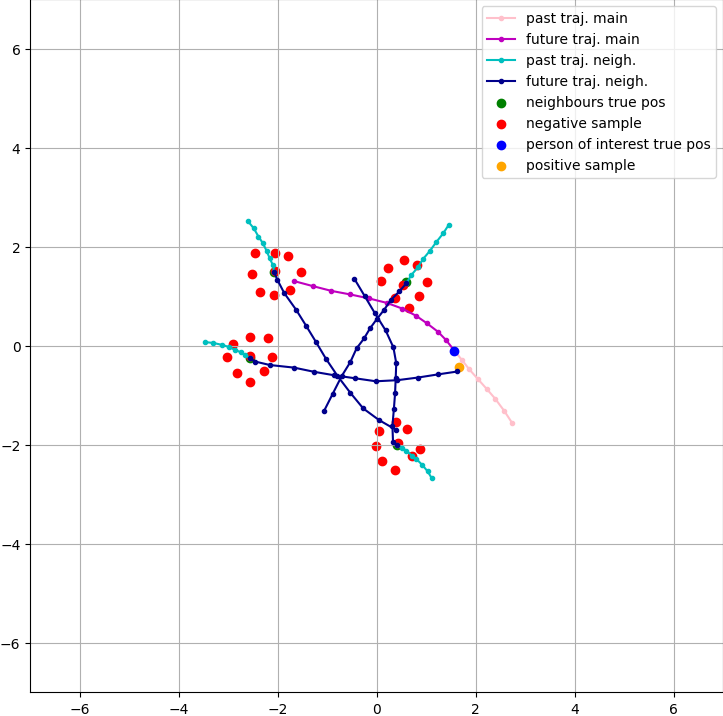 past traj. main
future traj. main
past traj. neigh.
future traj. neigh.
neighbours true pos
negative sample
person of interest true pos
positive sample
6
4
2
0
−2
−4
−6
−6 −4 −2 0 2 4 6